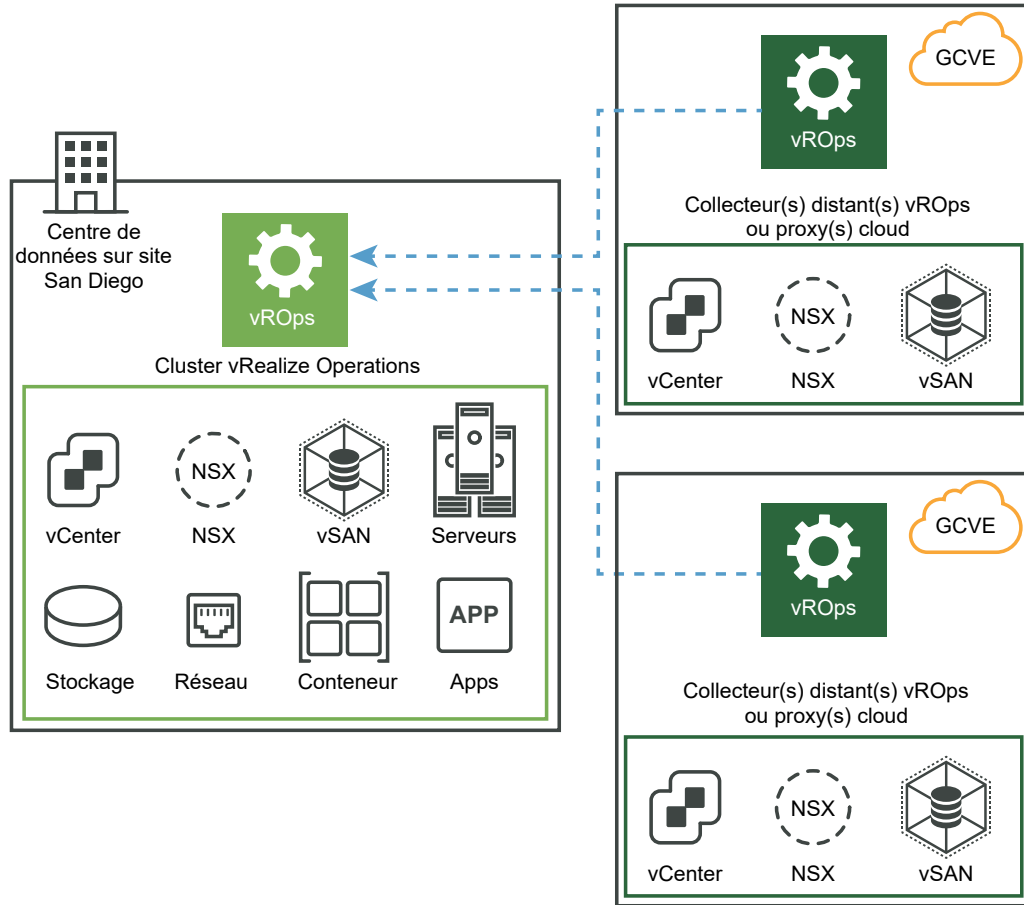 Centre de
données sur site
San Diego
vROps
Cluster vRealize Operations
vCenter
NSX
NSX
vSAN
Serveurs
Stockage
Réseau
Conteneur
APP
Apps
GCVE
vROps
Collecteur(s) distant(s) vROps
ou proxy(s) cloud
vCenter
NSX
NSX
vSAN
GCVE
vROps
Collecteur(s) distant(s) vROps
ou proxy(s) cloud
vCenter
NSX
NSX
vSAN